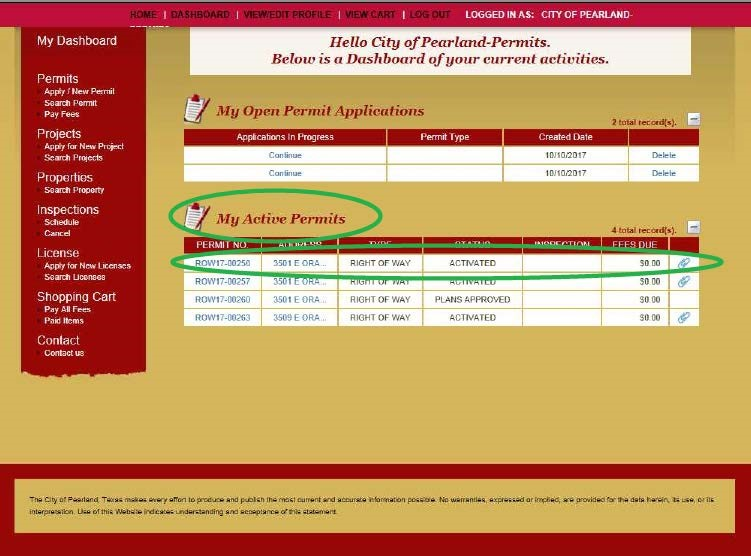 HOME | DASHBOARD | VIEW/EDIT PROFILE | VIEW CART | LOG OUT LOGGED IN AS: CITY OF PEARLAND-
My Dashboard
Permits
Apply f New Permit
Search Permit
Pay Fees
Projects
Apply for New Project
Search Projects
Properties
Search Property
Inspections
Schedule
Cancel
License
Apply for New Licenses
Search Licenses
Shopping Cart
Pay All Fees
Paid Items
Contact
Contact us
Hello City of Pearland-Permits.
Below is a Dashboard of your current activities.
My Open Permit Applications
2 total record(s).
Applications In Progress Permit Type Created Date
Continue 10/10/2017 Delete
Continue 10/10/2017 Delete
My Active Permits
4 total record(s).
PERMIT NO. ADDRESS TYPE STATUS INSPECTION FEES DUE
ROW17-00256 3501 E ORA... RIGHT OF WAY ACTIVATED $0.00
ROW17-00257 3501 E ORA... RIGHT OF WAY ACTIVATED $0.00
ROW17-00260 3501 E ORA... RIGHT OF WAY PLANS APPROVED $0.00
ROW17-00263 3509 E ORA... RIGHT OF WAY ACTIVATED $0.00
The City of Pearland, Texas makes every effort to produce and publish the most current and accurate information possible. No warranties, expressed or implied, are provided for the data herein, its use, or its
interpretation. Use of this Website indicates understanding and acceptance of this statement.